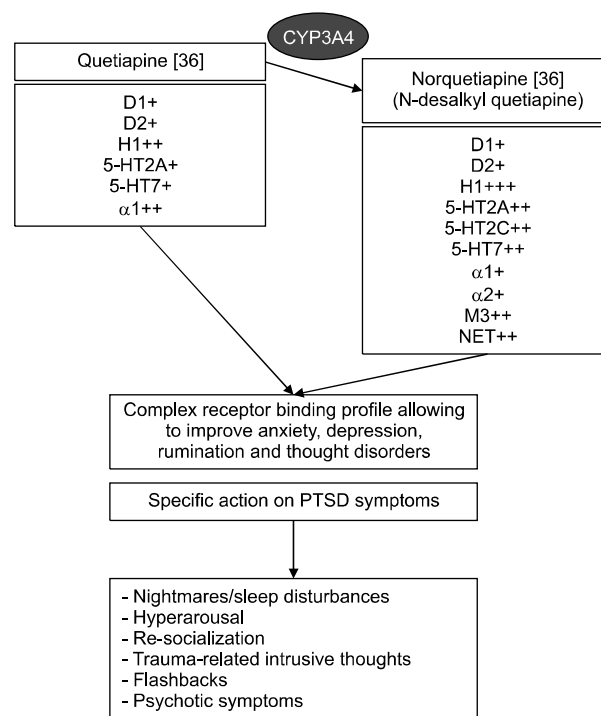 CYP3A4
Quetiapine [36]
D1+
D2+
H1++
5-HT2A+
5-HT7+
α1++
Norquetiapine [36]
(N-desalkyl quetiapine)
D1+
D2+
H1+++
5-HT2A++
5-HT2C++
5-HT7++
α1+
α2+
M3++
NET++
Complex receptor binding profile allowing
to improve anxiety, depression,
rumination and thought disorders
Specific action on PTSD symptoms
- Nightmares/sleep disturbances
- Hyperarousal
- Re-socialization
- Trauma-related intrusive thoughts
- Flashbacks
- Psychotic symptoms